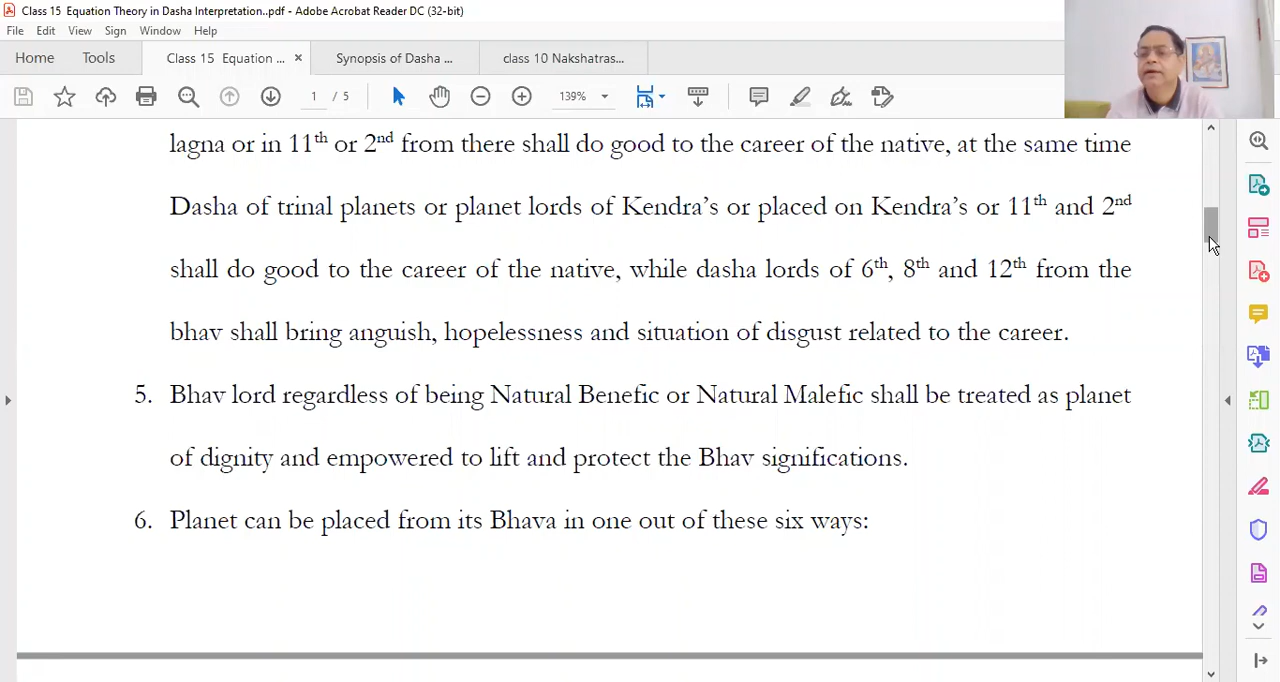 Class 15  Equation Theory in Dasha Interpretation..pdf - Adobe Acrobat Reader DC (32-bit)
File Edit View Sign Window Help
Home Tools Class 15  Equation ... × Synopsis of Dasha ... class 10 Nakshatras...
1 / 5 139%
lagna or in 11th or 2nd from there shall do good to the career of the native, at the same time
Dasha of trinal planets or planet lords of Kendra’s or placed on Kendra’s or 11th and 2nd
shall do good to the career of the native, while dasha lords of 6th, 8th and 12th from the
bhav shall bring anguish, hopelessness and situation of disgust related to the career.
5. Bhav lord regardless of being Natural Benefic or Natural Malefic shall be treated as planet
of dignity and empowered to lift and protect the Bhav significations.
6. Planet can be placed from its Bhava in one out of these six ways: